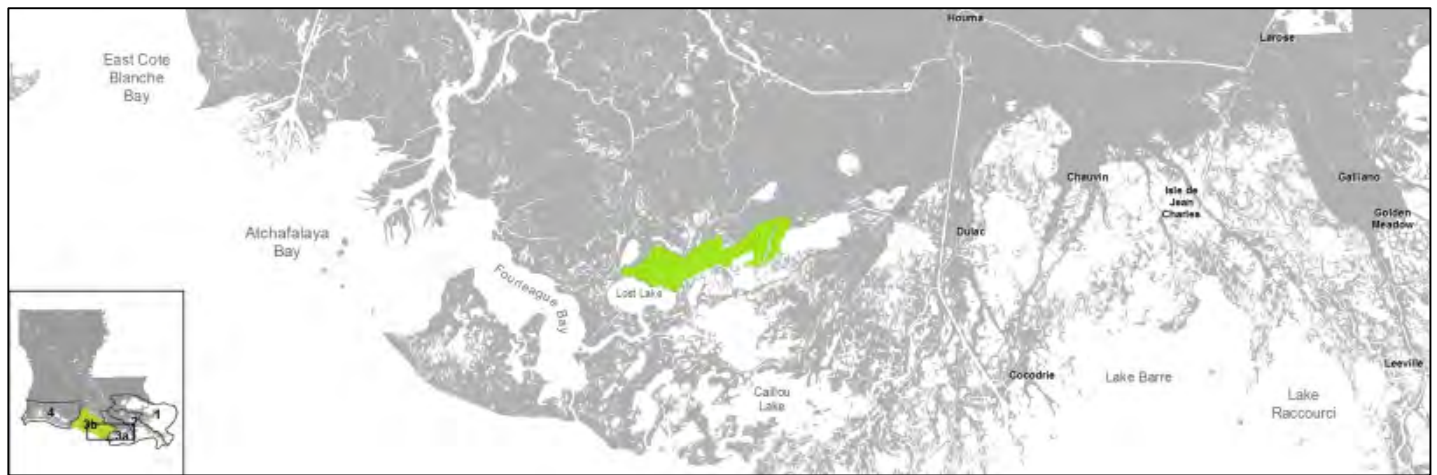 Houma
Larose
East Cote
Blanche
Bay
Chauvin
Isle de
Jean
Charles
Galliano
Golden
Meadow
Atchafalaya
Bay
Dulac
Fourleague Bay
Lost Lake
Leeville
Cocodrie
Lake Barre
Caillou
Lake
Lake
Raccourci
4
3b
3a
2
1